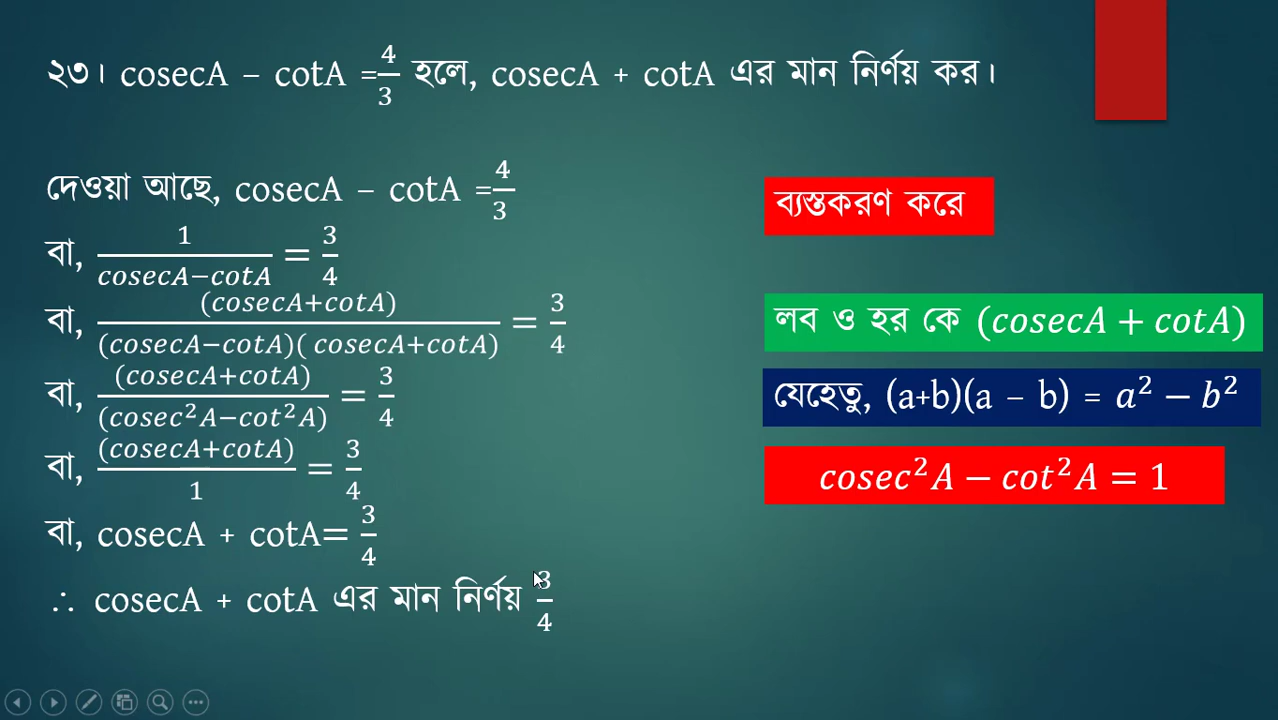 ২৩। cosecA – cotA =4/3 হলে, cosecA + cotA এর মান নির্ণয় কর।
দেওয়া আছে, cosecA – cotA =4/3
ব্যস্তকরণ করে
বা, 1/(cosecA−cotA) = 3/4
বা, (cosecA+cotA)/((cosecA−cotA)( cosecA+cotA)) = 3/4
লব ও হর কে (cosecA + cotA)
বা, (cosecA+cotA)/(cosec²A−cot²A) = 3/4
যেহেতু, (a+b)(a – b) = a² − b²
বা, (cosecA+cotA)/1 = 3/4
cosec²A − cot²A = 1
বা, cosecA + cotA= 3/4
∴ cosecA + cotA এর মান নির্ণয় 3/4